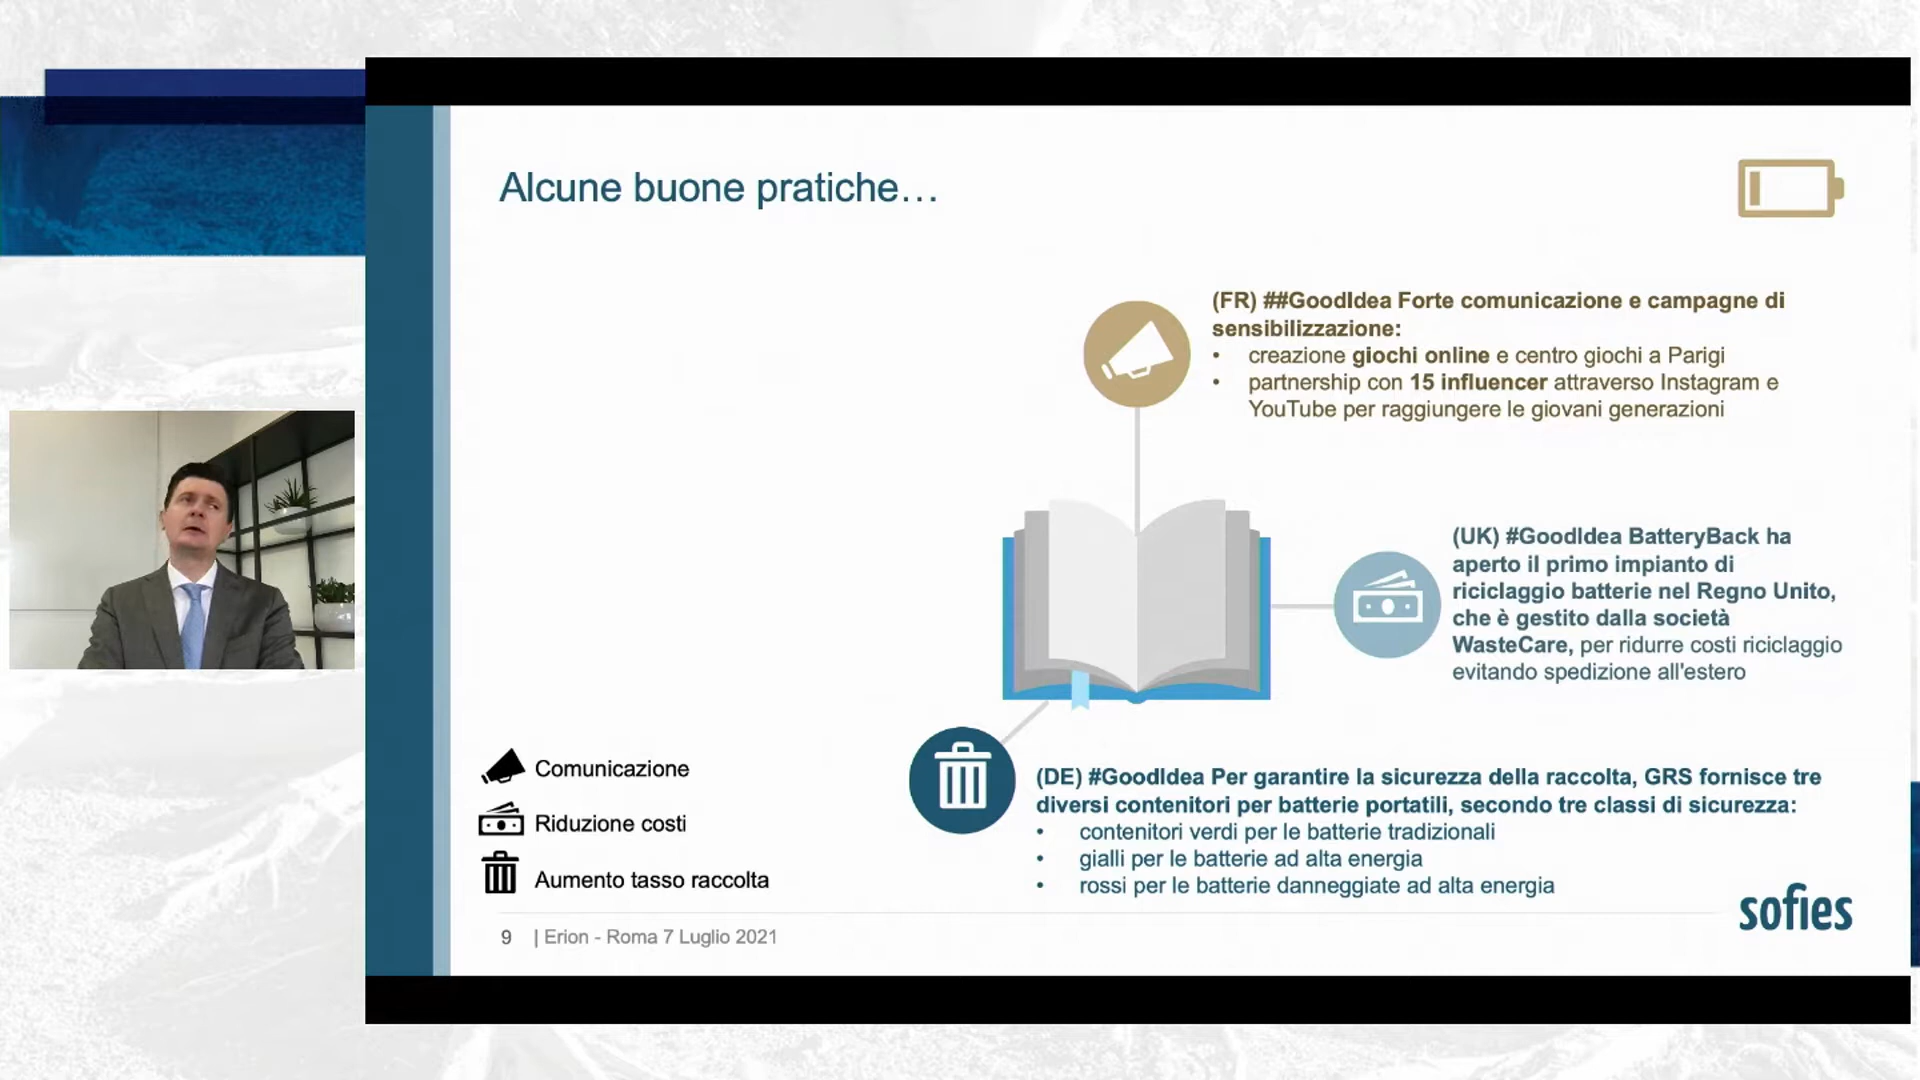 Alcune buone pratiche…
(FR) ##GoodIdea Forte comunicazione e campagne di
sensibilizzazione:
• creazione giochi online e centro giochi a Parigi
• partnership con 15 influencer attraverso Instagram e
YouTube per raggiungere le giovani generazioni
(UK) #GoodIdea BatteryBack ha
aperto il primo impianto di
riciclaggio batterie nel Regno Unito,
che è gestito dalla società
WasteCare, per ridurre costi riciclaggio
evitando spedizione all'estero
Comunicazione
Riduzione costi
Aumento tasso raccolta
(DE) #GoodIdea Per garantire la sicurezza della raccolta, GRS fornisce tre
diversi contenitori per batterie portatili, secondo tre classi di sicurezza:
• contenitori verdi per le batterie tradizionali
• gialli per le batterie ad alta energia
• rossi per le batterie danneggiate ad alta energia
sofies
9 | Erion - Roma 7 Luglio 2021